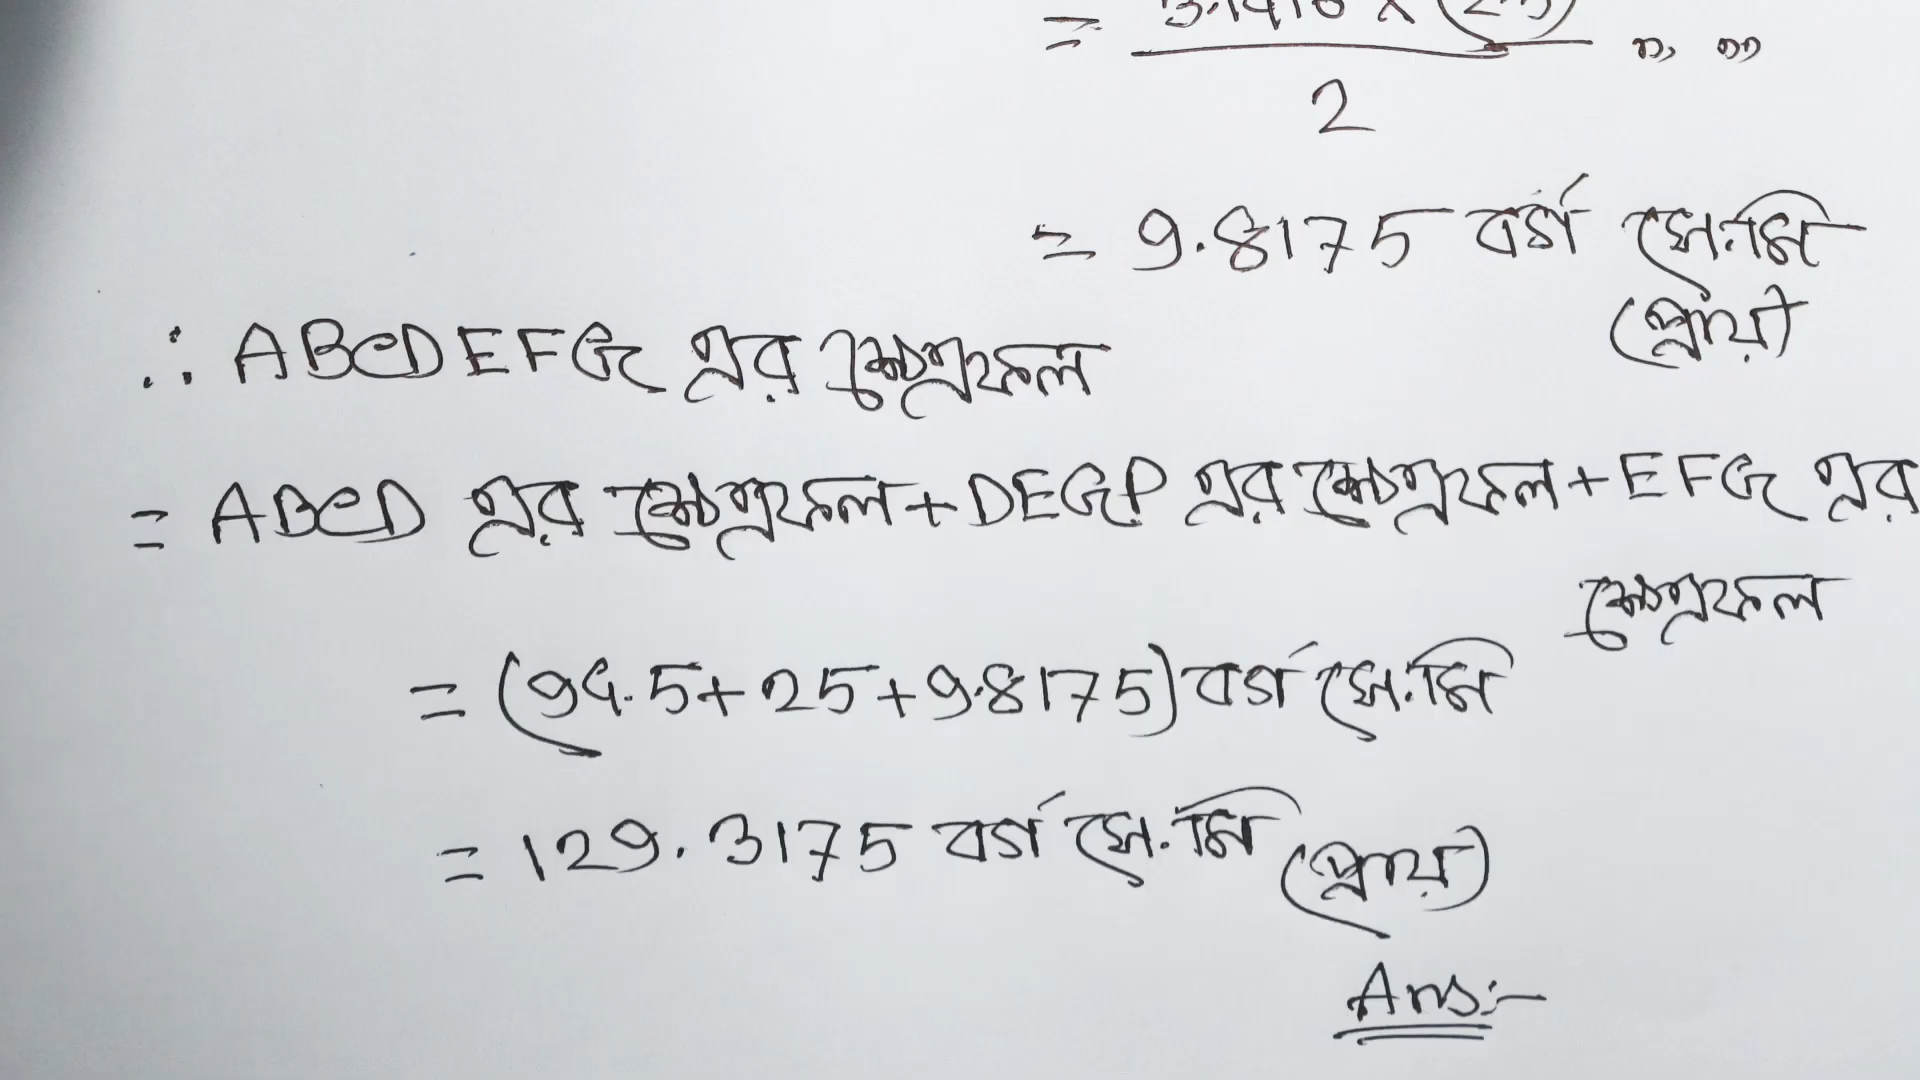 =
2
= 9.8175 বর্গ সে.মি
(প্রায়)
∴ ABCDEFG এর ক্ষেত্রফল
= ABCD এর ক্ষেত্রফল + DEGP এর ক্ষেত্রফল + EFG এর
ক্ষেত্রফল
= (94.5+25+9.8175) বর্গ সে.মি
= 129.3175 বর্গ সে.মি (প্রায়)
Ans:-